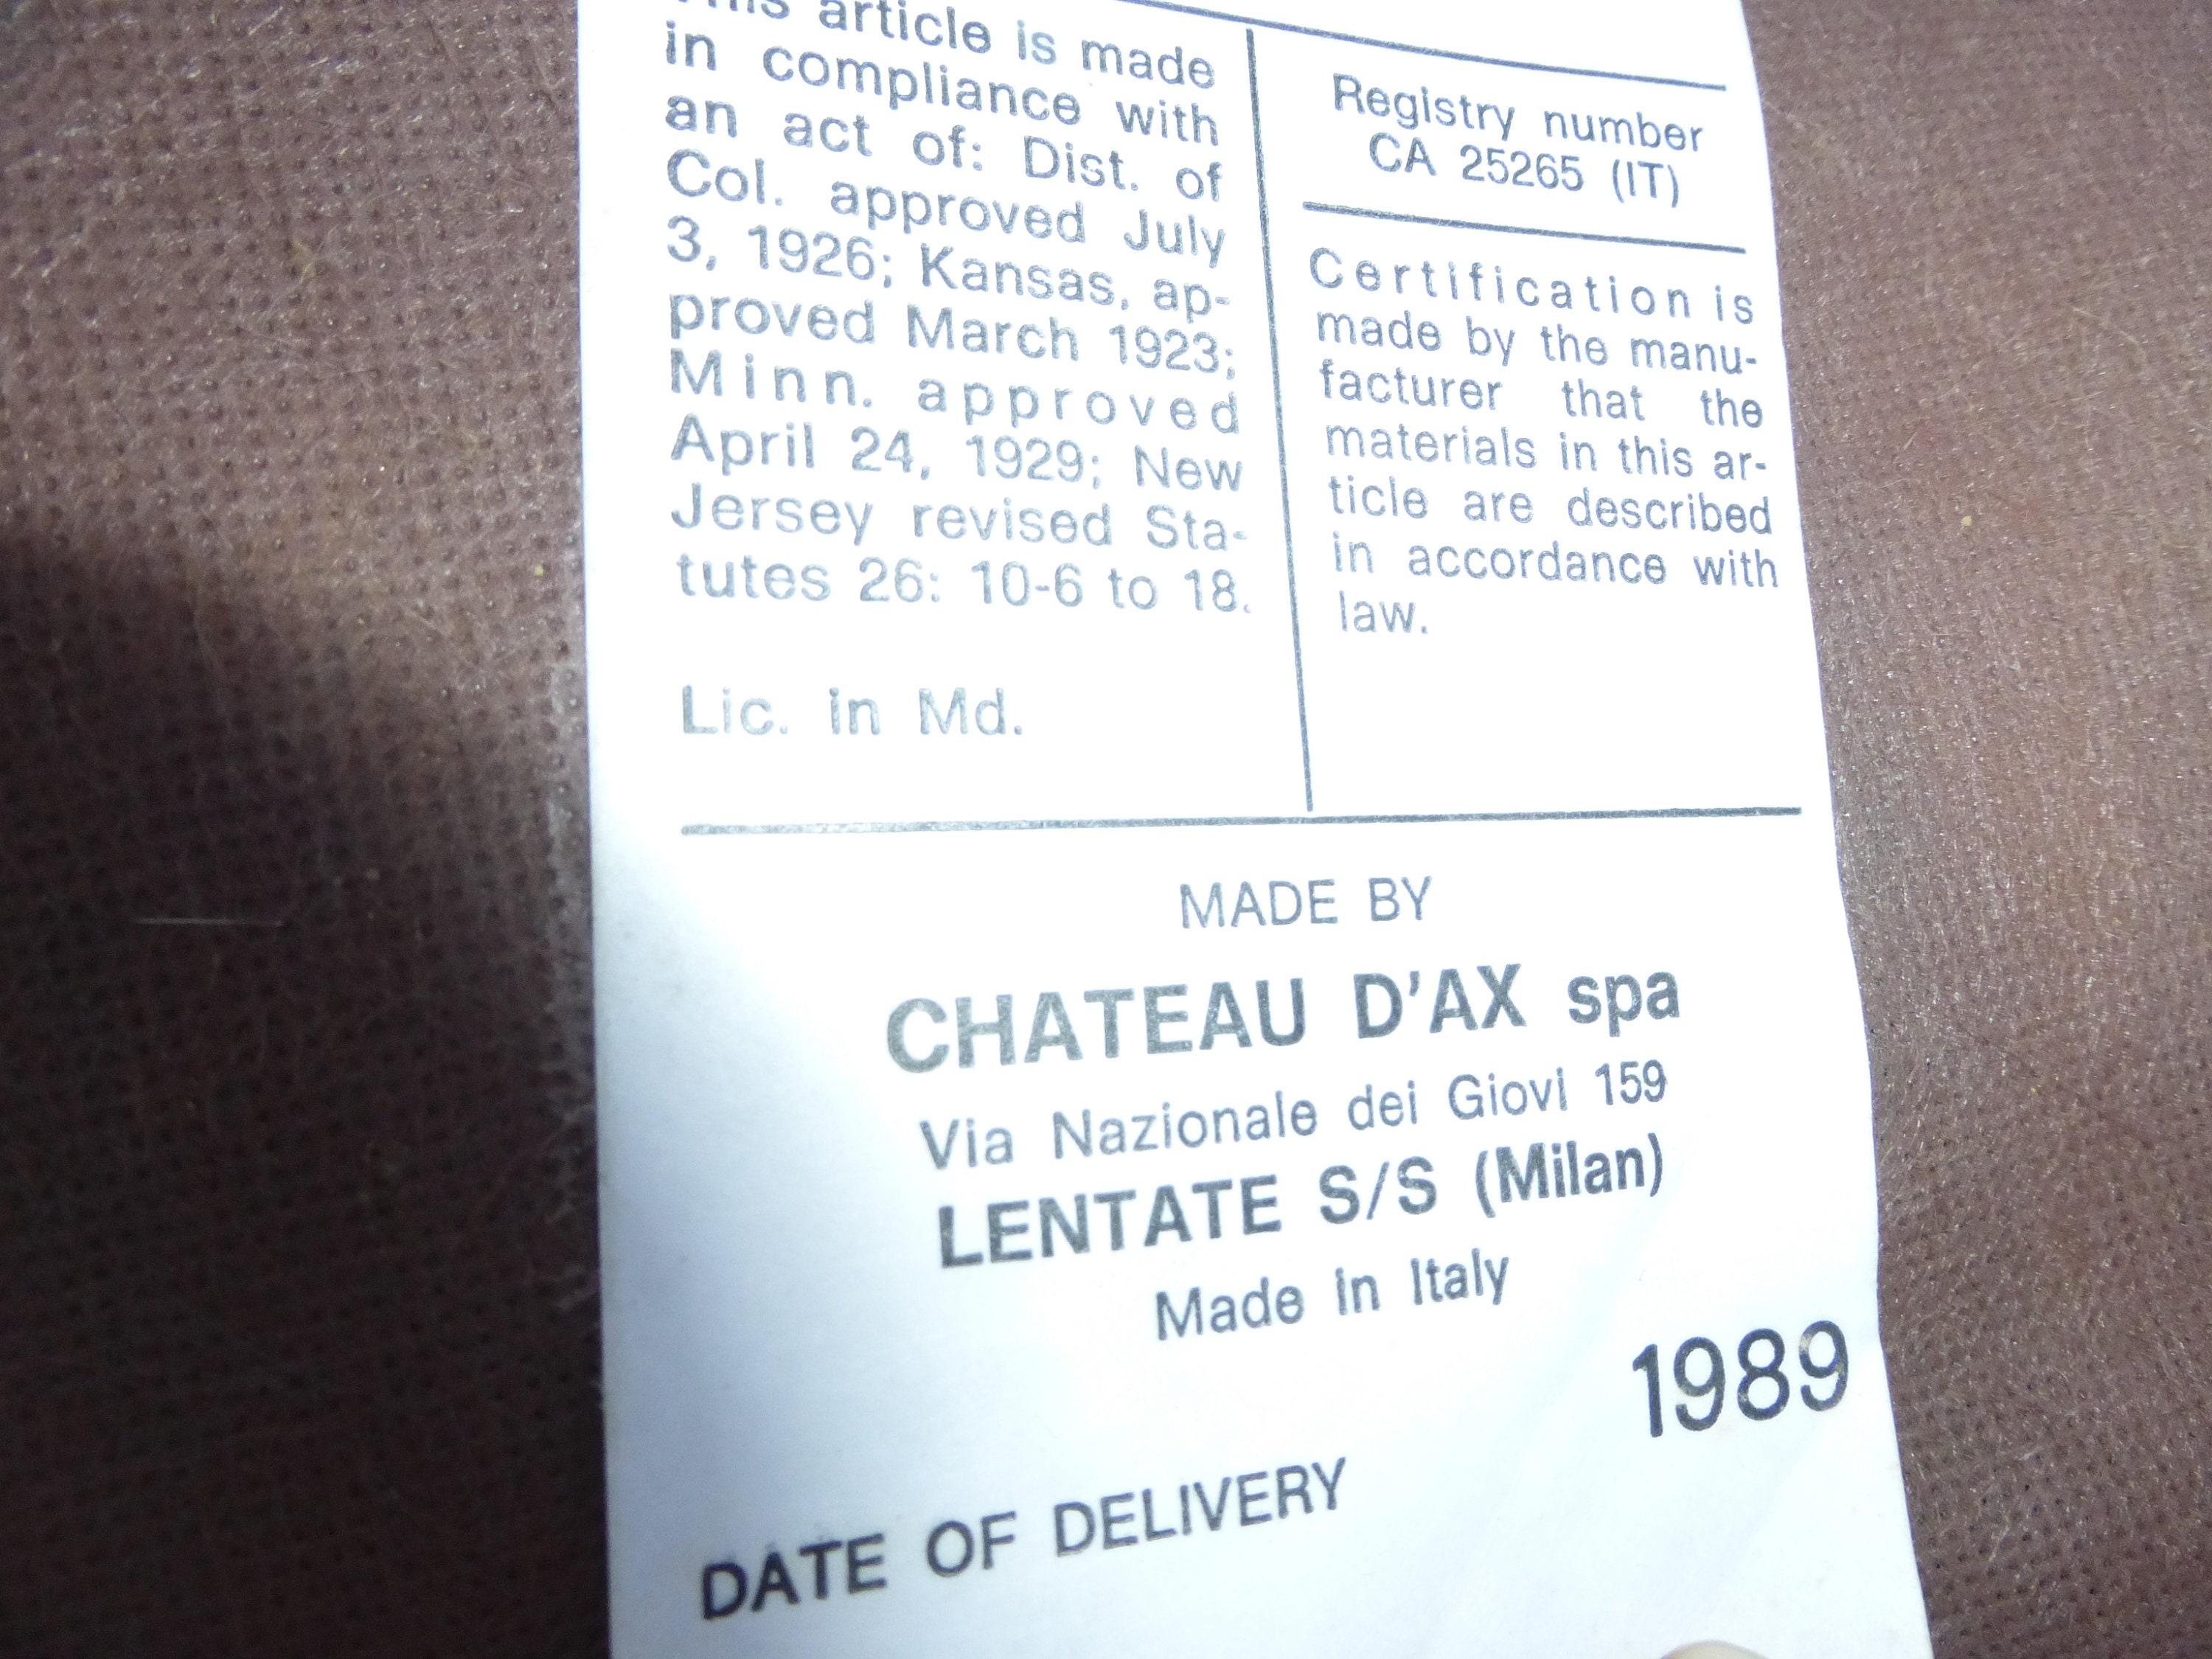 This article is made
in compliance with
an act of: Dist. of
Col. approved July
3, 1926; Kansas, ap-
proved March 1923;
Minn. approved
April 24, 1929; New
Jersey revised Sta-
tutes 26: 10-6 to 18.
Lic. in Md.
Registry number
CA 25265 (IT)
Certification is
made by the manu-
facturer that the
materials in this ar-
ticle are described
in accordance with
law.
MADE BY
CHATEAU D'AX spa
Via Nazionale dei Giovi 159
LENTATE S/S (Milan)
Made in Italy
1989
DATE OF DELIVERY